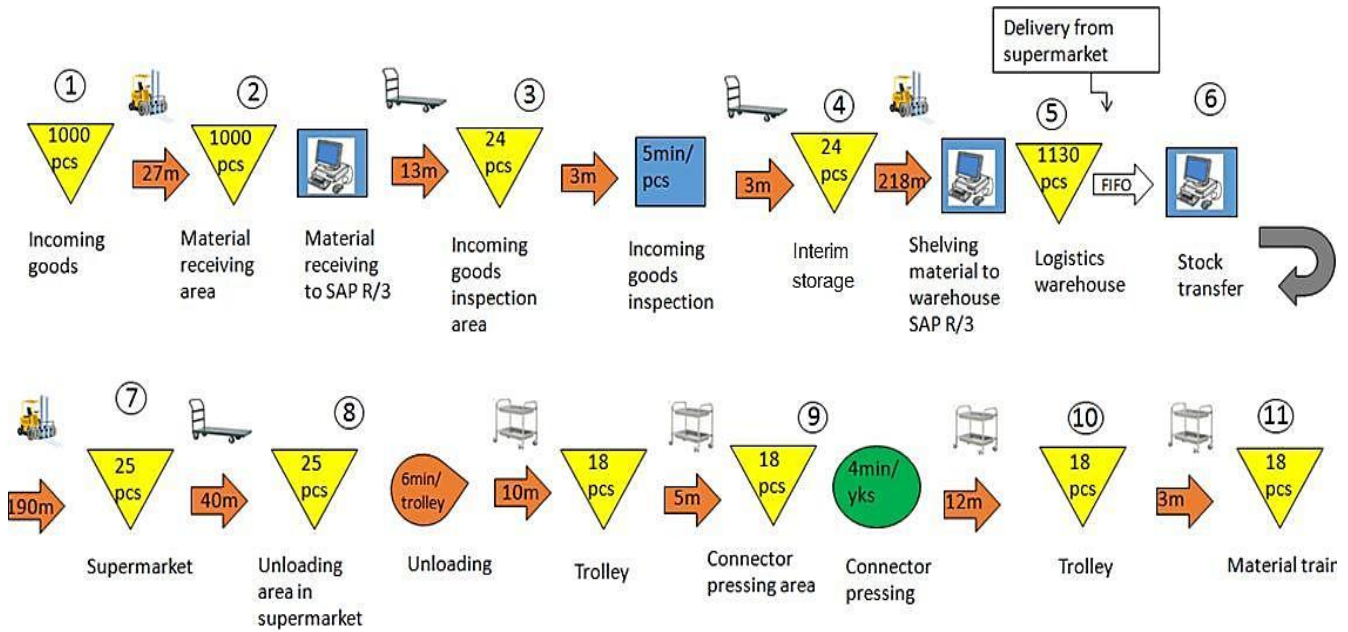 Delivery from
supermarket
① ② ③ ④ ⑤ ⑥
1000
pcs
27m
1000
pcs
13m
24
pcs
3m
5min/
pcs
3m
24
pcs
218m
1130
pcs
FIFO
Incoming
goods
Material
receiving
area
Material
receiving
to SAP R/3
Incoming
goods
inspection
area
Incoming
goods
inspection
Interim
storage
Shelving
material to
warehouse
SAP R/3
Logistics
warehouse
Stock
transfer
⑦ ⑧ ⑨ ⑩ ⑪
190m
25
pcs
40m
25
pcs
6min/
trolley
10m
18
pcs
5m
18
pcs
4min/
yks
12m
18
pcs
3m
18
pcs
Supermarket
Unloading
area in
supermarket
Unloading
Trolley
Connector
pressing area
Connector
pressing
Trolley
Material train